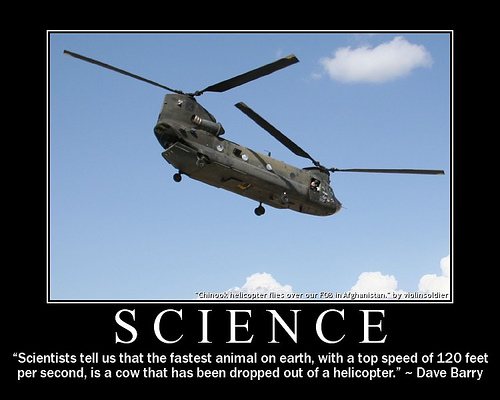 "Chinook helicopter flies over our FOB in Afghanistan." by violinsoldier
SCIENCE
"Scientists tell us that the fastest animal on earth, with a top speed of 120 feet
per second, is a cow that has been dropped out of a helicopter." ~ Dave Barry